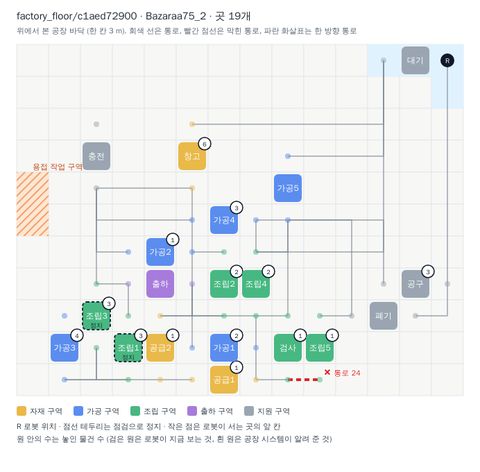 factory_floor/c1aed72900 · Bazaraa75_2 · 곳 19개
위에서 본 공장 바닥 (한 칸 3 m). 회색 선은 통로, 빨간 점선은 막힌 통로, 파란 화살표는 한 방향 통로
대기
R
6
충전
창고
용접 작업 구역
가공5
3
가공4
1
가공2
2
2
3
출하
조립2
조립4
공구
3
조립3
정지
폐기
4
3
1
2
1
1
가공3
조립1
정지
공급2
가공1
검사
조립5
1
공급1
× 통로 24
자재 구역
가공 구역
조립 구역
출하 구역
지원 구역
R 로봇 위치 · 점선 테두리는 점검으로 정지 · 작은 점은 로봇이 서는 곳의 앞 칸
원 안의 수는 놓인 물건 수 (검은 원은 로봇이 지금 보는 것, 흰 원은 공장 시스템이 알려 준 것)